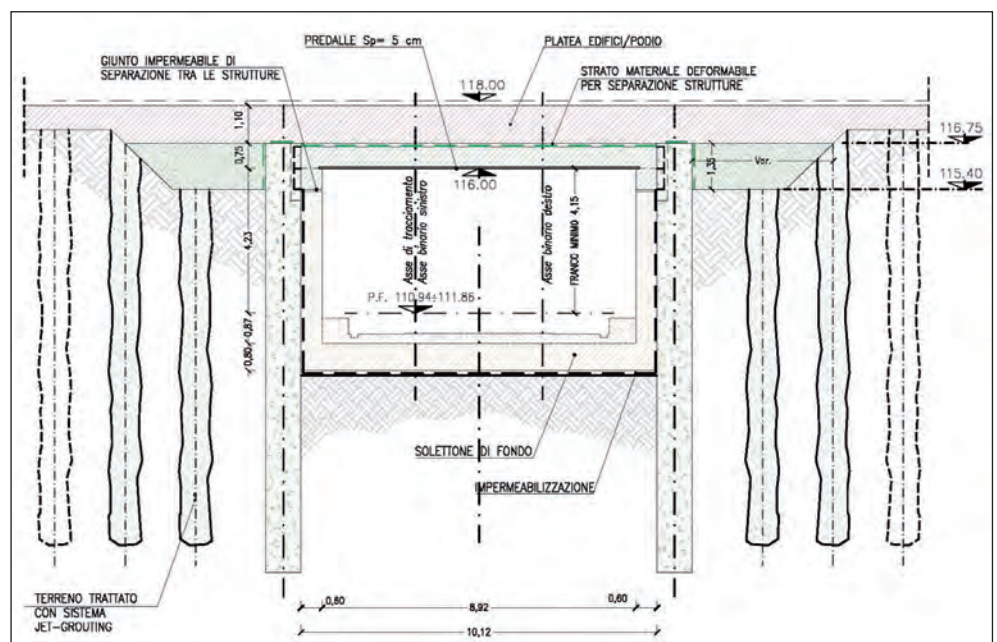 PREDALLE Sp= 5 cm
PLATEA EDIFICI/PODIO
GIUNTO IMPERMEABILE DI
SEPARAZIONE TRA LE STRUTTURE
STRATO MATERIALE DEFORMABILE
PER SEPARAZIONE STRUTTURE
118.00
1,10
116.75
0,75
1,35
Var.
115.40
116.00
Asse di tracciamento
Asse binario sinistro
Asse binario destro
FRANCO MINIMO 4,15
4,23
P.F. 110.94÷111.86
0,87
0,80
SOLETTONE DI FONDO
IMPERMEABILIZZAZIONE
TERRENO TRATTATO
CON SISTEMA
JET-GROUTING
0,60
8,92
0,60
10,12